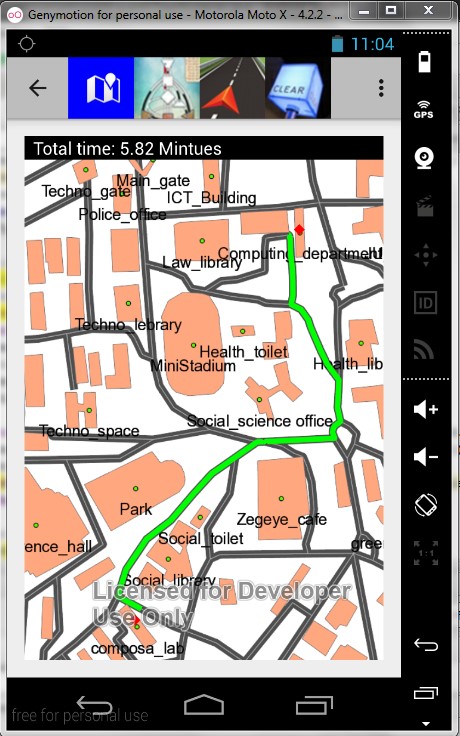 Genymotion for personal use - Motorola Moto X - 4.2.2 - ...
11:04
CLEAR
GPS
Total time: 5.82 Mintues
Main_gate
Techno_gate
ICT_Building
Police_office
Computing_department
Law_library
Techno_lebrary
Health_toilet
MiniStadium
Health_lib
ID
Social_science office
Techno_space
Park
Zegeye_cafe
Social_toilet
ence_hall
gree
1:1
Social_library
Licensed for Developer
Use Only
composa_lab
free for personal use